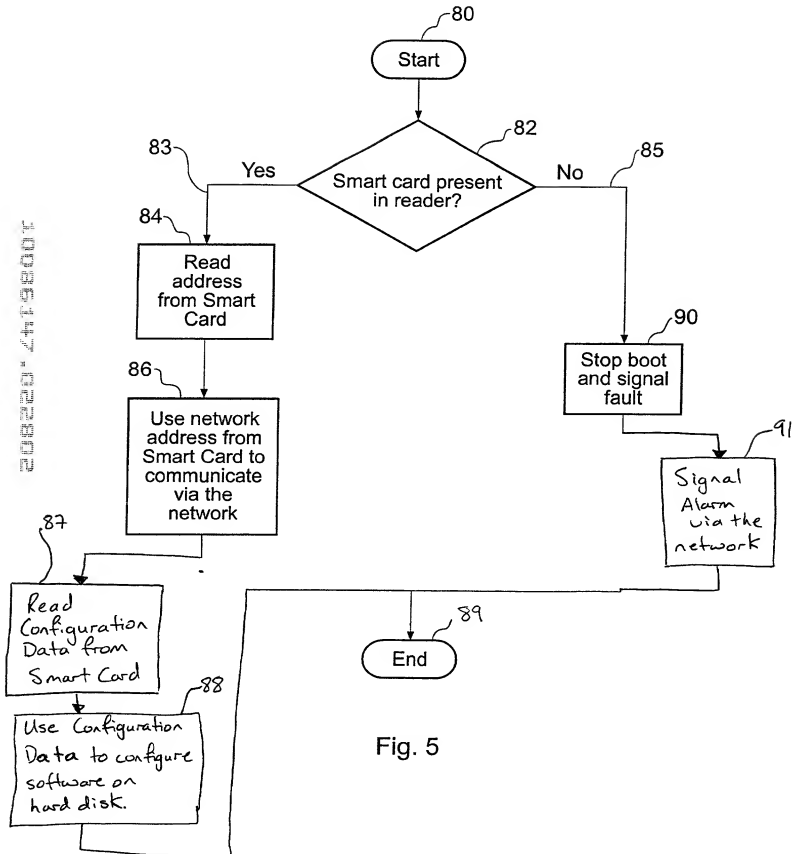 80
Start
82
83
Yes
Smart card present
in reader?
No
85
84
Read
address
from Smart
Card
10086147.022802
86
Use network
address from
Smart Card to
communicate
via the
network
90
Stop boot
and signal
fault
91
Signal
Alarm
via the
network
87
Read
Configuration
Data from
Smart Card
88
Use Configuration
Data to configure
software on
hard disk.
89
End
Fig. 5